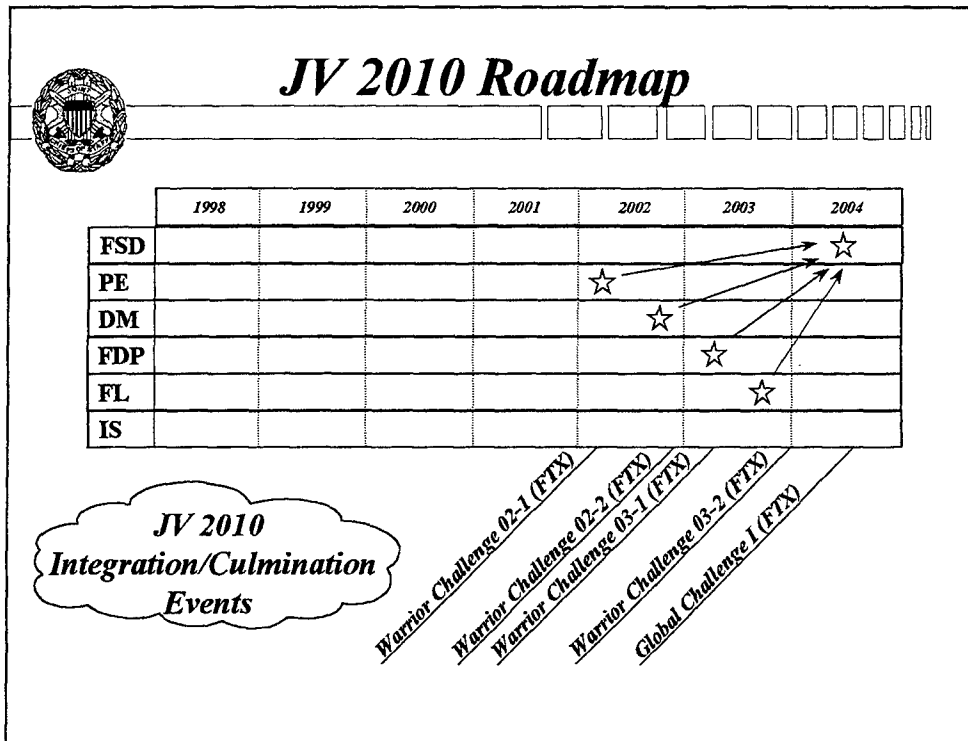 JV 2010 Roadmap
1998 1999 2000 2001 2002 2003 2004
FSD
PE
DM
FDP
FL
IS
JV 2010
Integration/Culmination
Events
Warrior Challenge 02-1 (FTX)
Warrior Challenge 02-2 (FTX)
Warrior Challenge 03-1 (FTX)
Warrior Challenge 03-2 (FTX)
Global Challenge I (FTX)